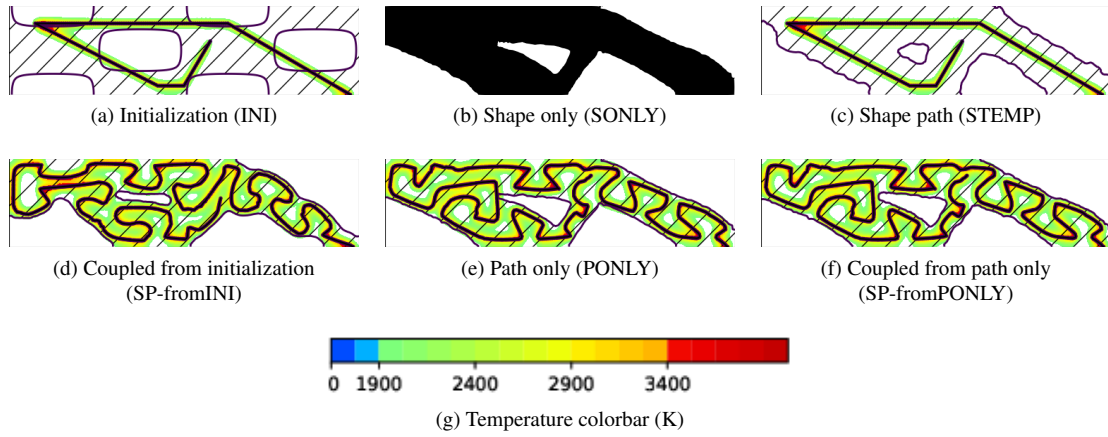 (a) Initialization (INI)
(b) Shape only (SONLY)
(c) Shape path (STEMP)
(d) Coupled from initialization
(SP-fromINI)
(e) Path only (PONLY)
(f) Coupled from path only
(SP-fromPONLY)
0 1900 2400 2900 3400
(g) Temperature colorbar (K)